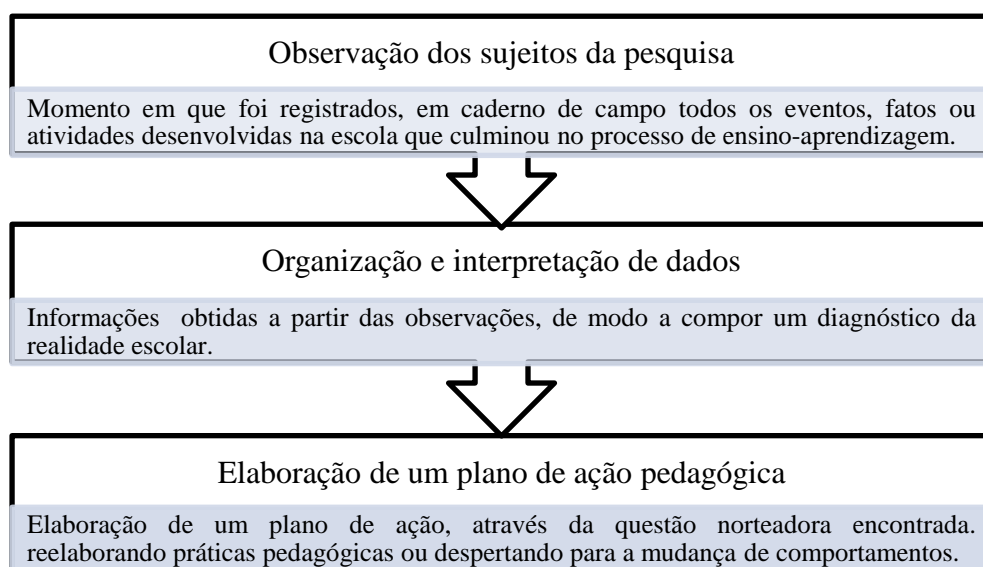 Observação dos sujeitos da pesquisa
Momento em que foi registrados, em caderno de campo todos os eventos, fatos ou
atividades desenvolvidas na escola que culminou no processo de ensino-aprendizagem.
Organização e interpretação de dados
Informações obtidas a partir das observações, de modo a compor um diagnóstico da
realidade escolar.
Elaboração de um plano de ação pedagógica
Elaboração de um plano de ação, através da questão norteadora encontrada.
reelaborando práticas pedagógicas ou despertando para a mudança de comportamentos.